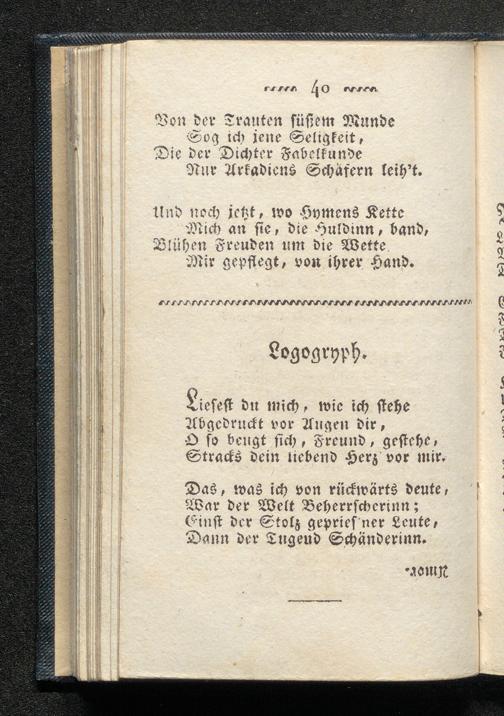 40
Von der Trauten süßem Munde
Sog ich jene Seligkeit,
Die der Dichter Fabelkunde
Nur Arkadiens Schäfern leih't.
Und noch jetzt, wo Hymens Kette
Mich an sie, die Huldinn, band,
Blühen Freuden um die Wette
Mir gepflegt, von ihrer Hand.
Logogryph.
Liesest du mich, wie ich stehe
Abgedruckt vor Augen dir,
O so beugt sich, Freund, gestehe,
Stracks dein liebend Herz vor mir.
Das, was ich von rückwärts deute,
War der Welt Beherrscherinn;
Einst der Stolz geprief'ner Leute,
Dann der Tugend Schänderinn.
Amor.